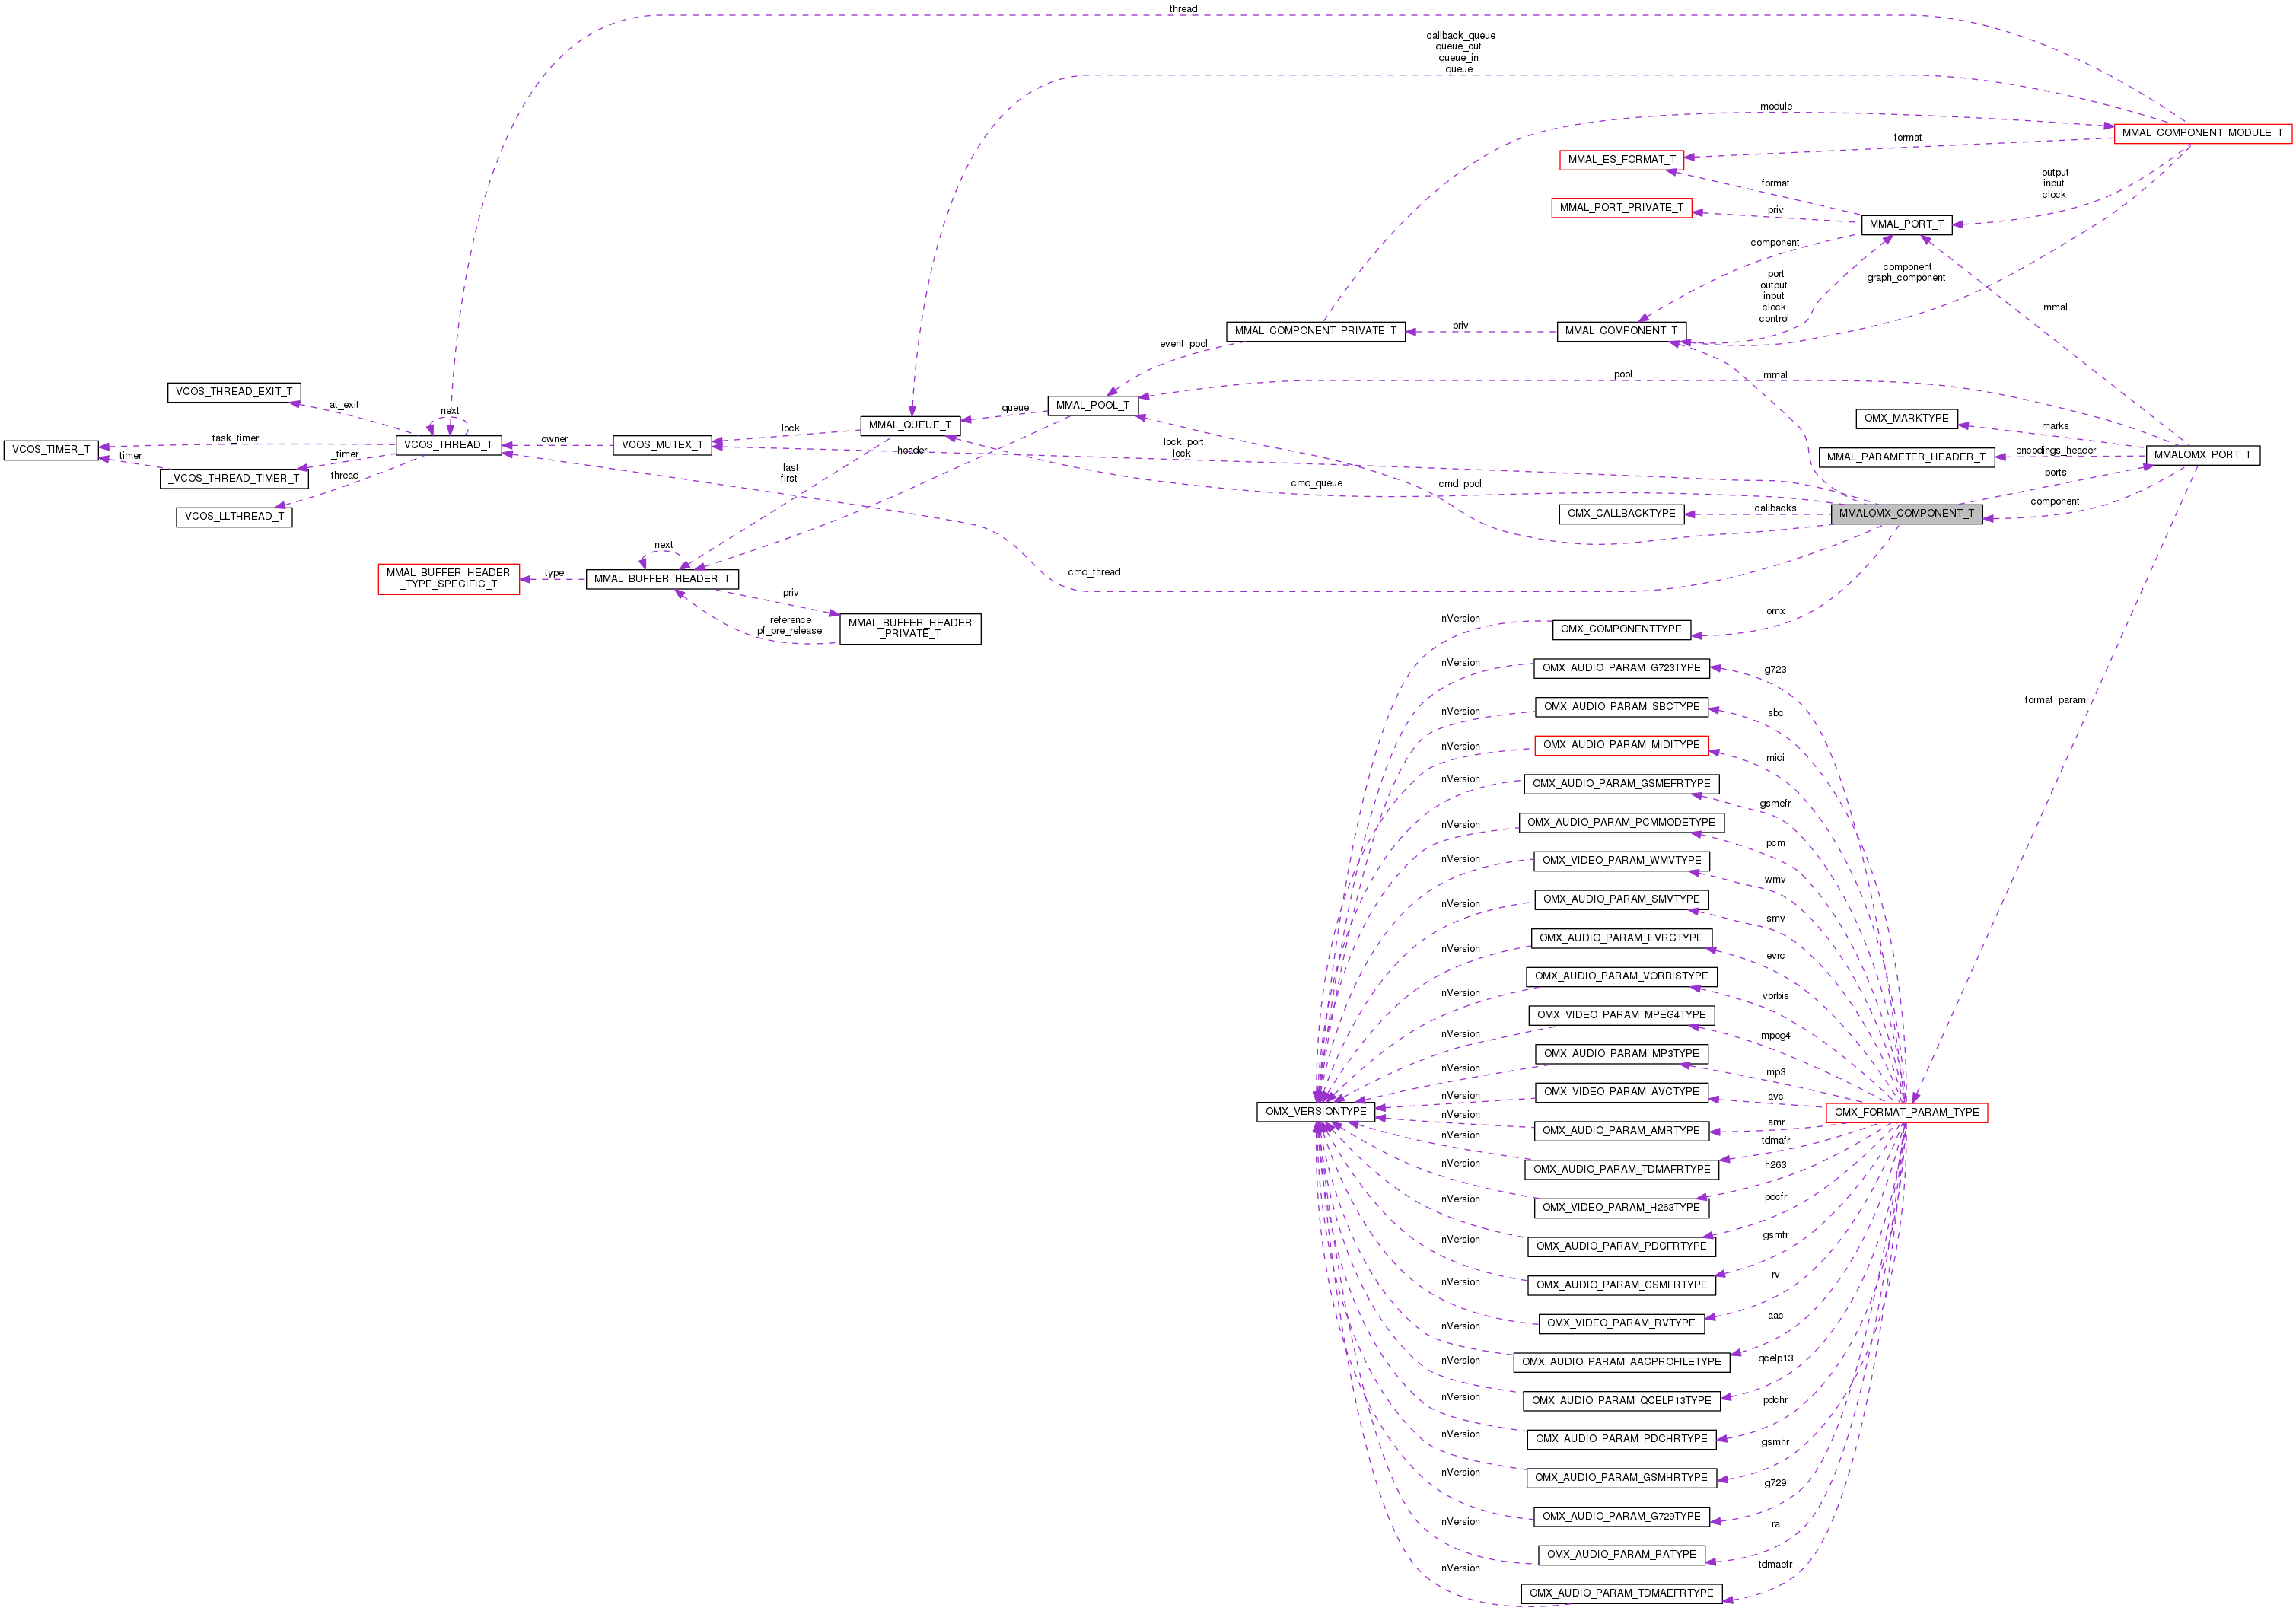 thread
callback_queue
queue_out
queue_in
queue
module
MMAL_COMPONENT_MODULE_T
format
MMAL_ES_FORMAT_T
output
input
clock
format
MMAL_PORT_PRIVATE_T
priv
MMAL_PORT_T
component
component
graph_component
port
output
input
clock
control
mmal
MMAL_COMPONENT_PRIVATE_T
priv
MMAL_COMPONENT_T
event_pool
pool
mmal
VCOS_THREAD_EXIT_T
at_exit
next
queue
MMAL_POOL_T
OMX_MARKTYPE
marks
MMAL_QUEUE_T
lock
task_timer
VCOS_THREAD_T
owner
VCOS_MUTEX_T
lock_port
lock
VCOS_TIMER_T
timer
_timer
header
MMAL_PARAMETER_HEADER_T
encodings_header
MMALOMX_PORT_T
_VCOS_THREAD_TIMER_T
thread
last
first
cmd_queue
cmd_pool
ports
component
VCOS_LLTHREAD_T
OMX_CALLBACKTYPE
callbacks
MMALOMX_COMPONENT_T
next
MMAL_BUFFER_HEADER
_TYPE_SPECIFIC_T
type
MMAL_BUFFER_HEADER_T
cmd_thread
priv
reference
pf_pre_release
MMAL_BUFFER_HEADER
_PRIVATE_T
omx
nVersion
OMX_COMPONENTTYPE
nVersion
OMX_AUDIO_PARAM_G723TYPE
g723
format_param
nVersion
OMX_AUDIO_PARAM_SBCTYPE
sbc
nVersion
OMX_AUDIO_PARAM_MIDITYPE
midi
nVersion
OMX_AUDIO_PARAM_GSMEFRTYPE
gsmefr
nVersion
OMX_AUDIO_PARAM_PCMMODETYPE
pcm
nVersion
OMX_VIDEO_PARAM_WMVTYPE
wmv
nVersion
OMX_AUDIO_PARAM_SMVTYPE
smv
nVersion
OMX_AUDIO_PARAM_EVRCTYPE
evrc
nVersion
OMX_AUDIO_PARAM_VORBISTYPE
vorbis
nVersion
OMX_VIDEO_PARAM_MPEG4TYPE
mpeg4
nVersion
OMX_AUDIO_PARAM_MP3TYPE
mp3
nVersion
OMX_VIDEO_PARAM_AVCTYPE
avc
OMX_VERSIONTYPE
OMX_FORMAT_PARAM_TYPE
nVersion
OMX_AUDIO_PARAM_AMRTYPE
amr
nVersion
OMX_AUDIO_PARAM_TDMAFRTYPE
tdmafr
nVersion
OMX_VIDEO_PARAM_H263TYPE
h263
nVersion
OMX_AUDIO_PARAM_PDCFRTYPE
pdcfr
nVersion
OMX_AUDIO_PARAM_GSMFRTYPE
gsmfr
nVersion
OMX_VIDEO_PARAM_RVTYPE
rv
nVersion
OMX_AUDIO_PARAM_AACPROFILETYPE
aac
nVersion
OMX_AUDIO_PARAM_QCELP13TYPE
qcelp13
nVersion
OMX_AUDIO_PARAM_PDCHRTYPE
pdchr
nVersion
OMX_AUDIO_PARAM_GSMHRTYPE
gsmhr
nVersion
OMX_AUDIO_PARAM_G729TYPE
g729
nVersion
OMX_AUDIO_PARAM_RATYPE
ra
nVersion
OMX_AUDIO_PARAM_TDMAEFRTYPE
tdmaefr